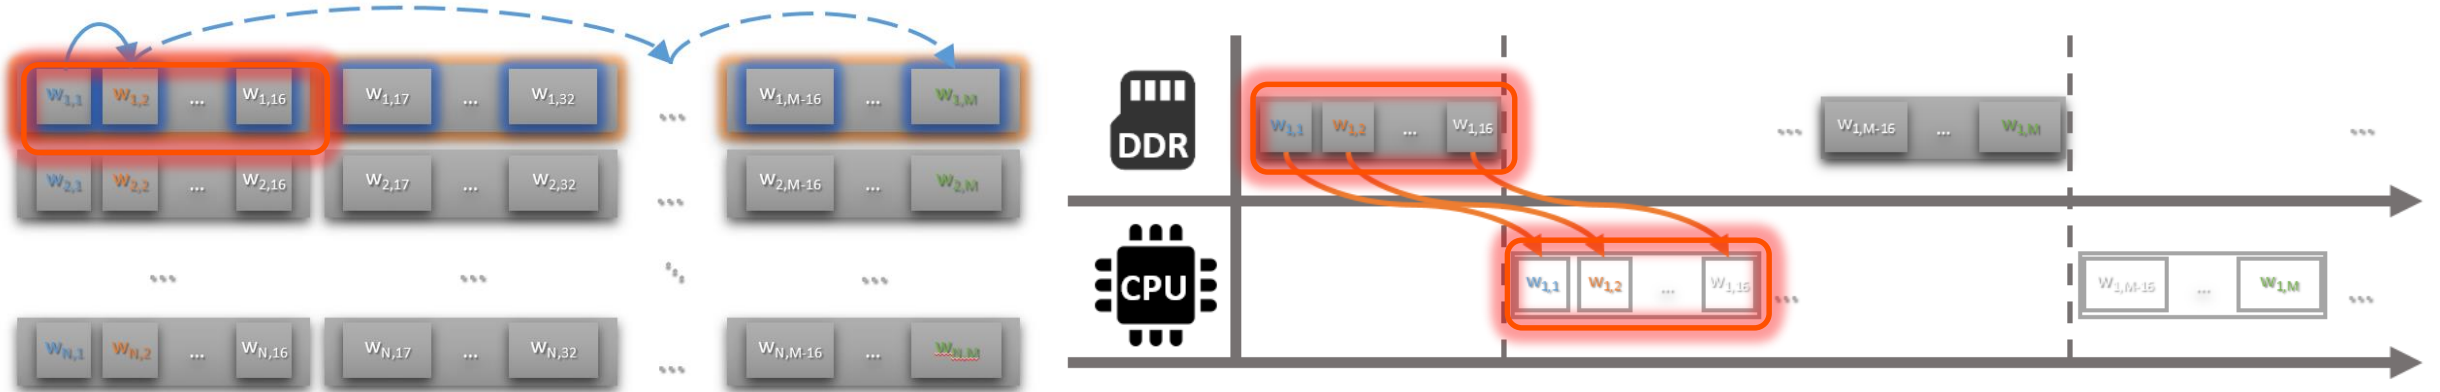 w1,1 w1,2 ... w1,16 w1,17 ... w1,32 ... w1,M-16 ... w1,M
w2,1 w2,2 ... w2,16 w2,17 ... w2,32 ... w2,M-16 ... w2,M
... ... ... ...
wN,1 wN,2 ... wN,16 wN,17 ... wN,32 ... wN,M-16 ... wN,M
DDR
w1,1 w1,2 ... w1,16 ... w1,M-16 ... w1,M ...
CPU
w1,1 w1,2 ... w1,16 ... w1,M-16 ... w1,M ...